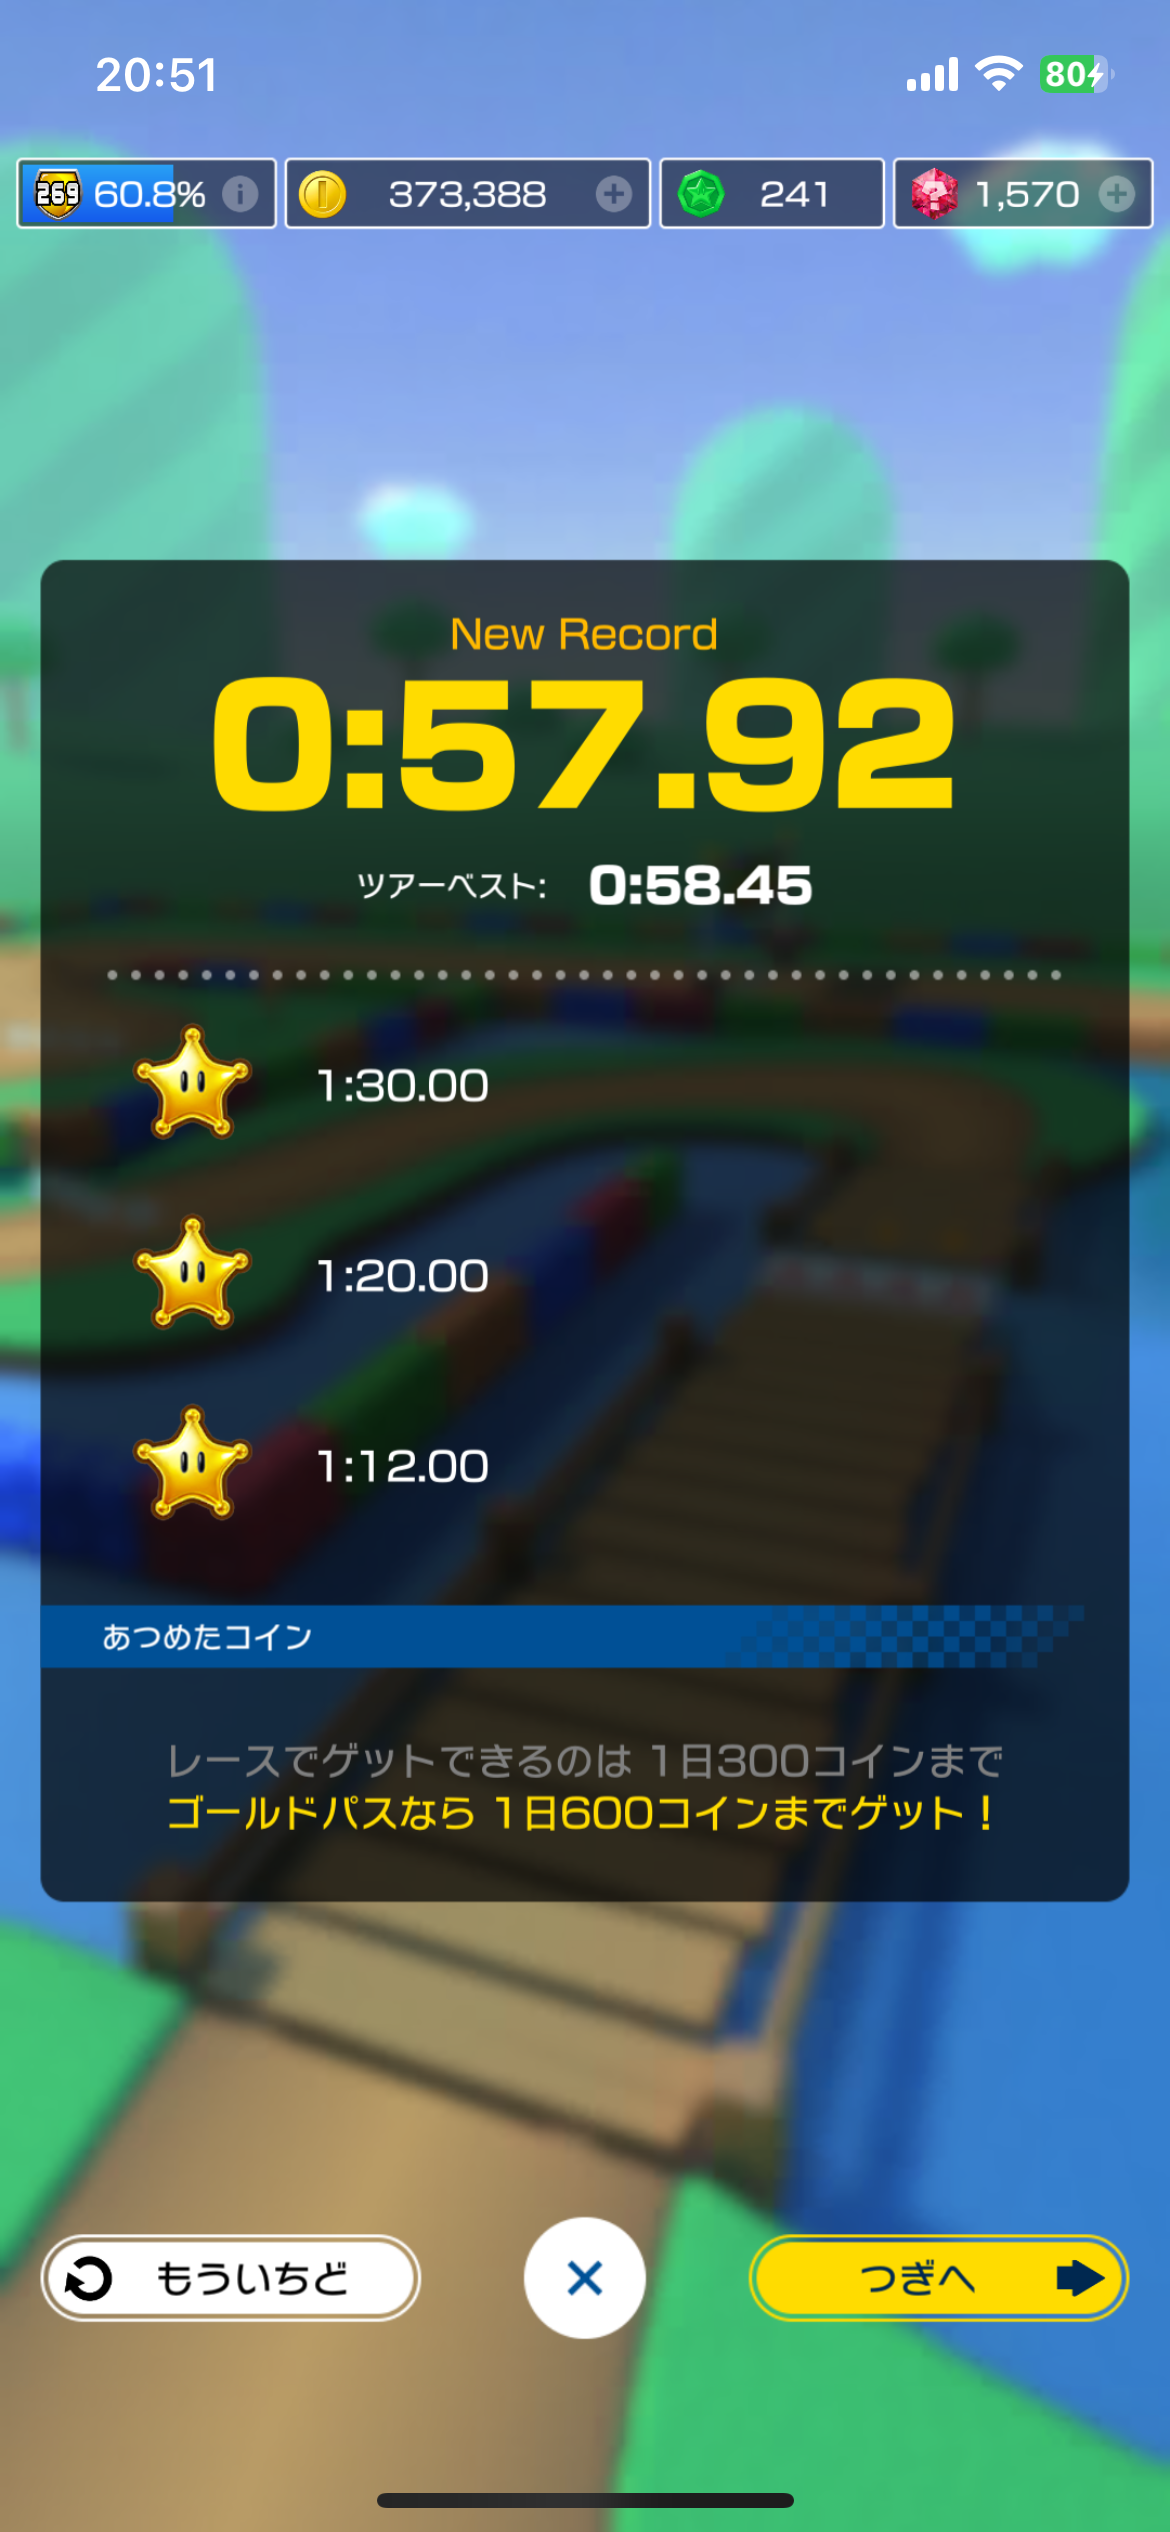 20:51
80
269 60.8% i 373,388 + 241 ? 1,570 +
New Record
0:57.92
ツアーベスト: 0:58.45
1:30.00
1:20.00
1:12.00
あつめたコイン
レースでゲットできるのは 1日300コインまで
ゴールドパスなら 1日600コインまでゲット！
もういちど × つぎへ